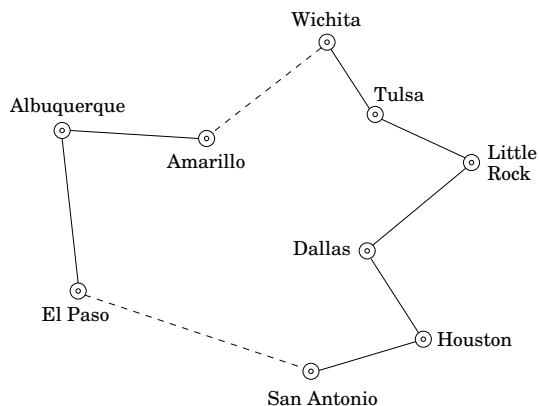 Wichita
Albuquerque
Tulsa
Amarillo
Little
Rock
Dallas
El Paso
Houston
San Antonio